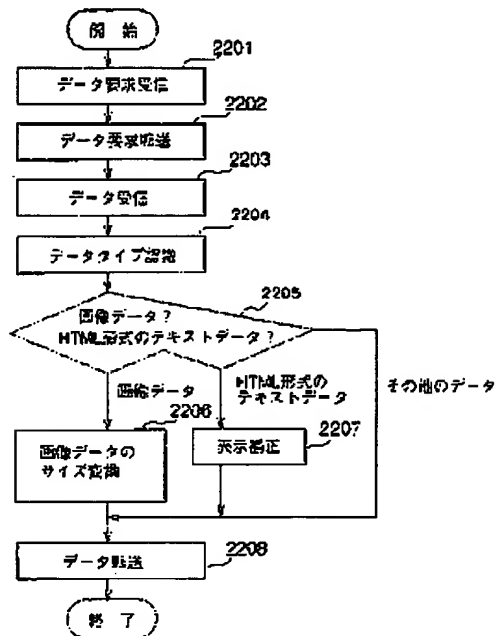 開 始
2201
データ要求受信
2202
データ要求転送
2203
データ受信
2204
データタイプ認識
2205
画像データ?
HTML形式のテキストデータ?
画像データ
HTML形式の
テキストデータ
その他のデータ
2206
画像データの
サイズ変換
2207
表示補正
2208
データ転送
終 了